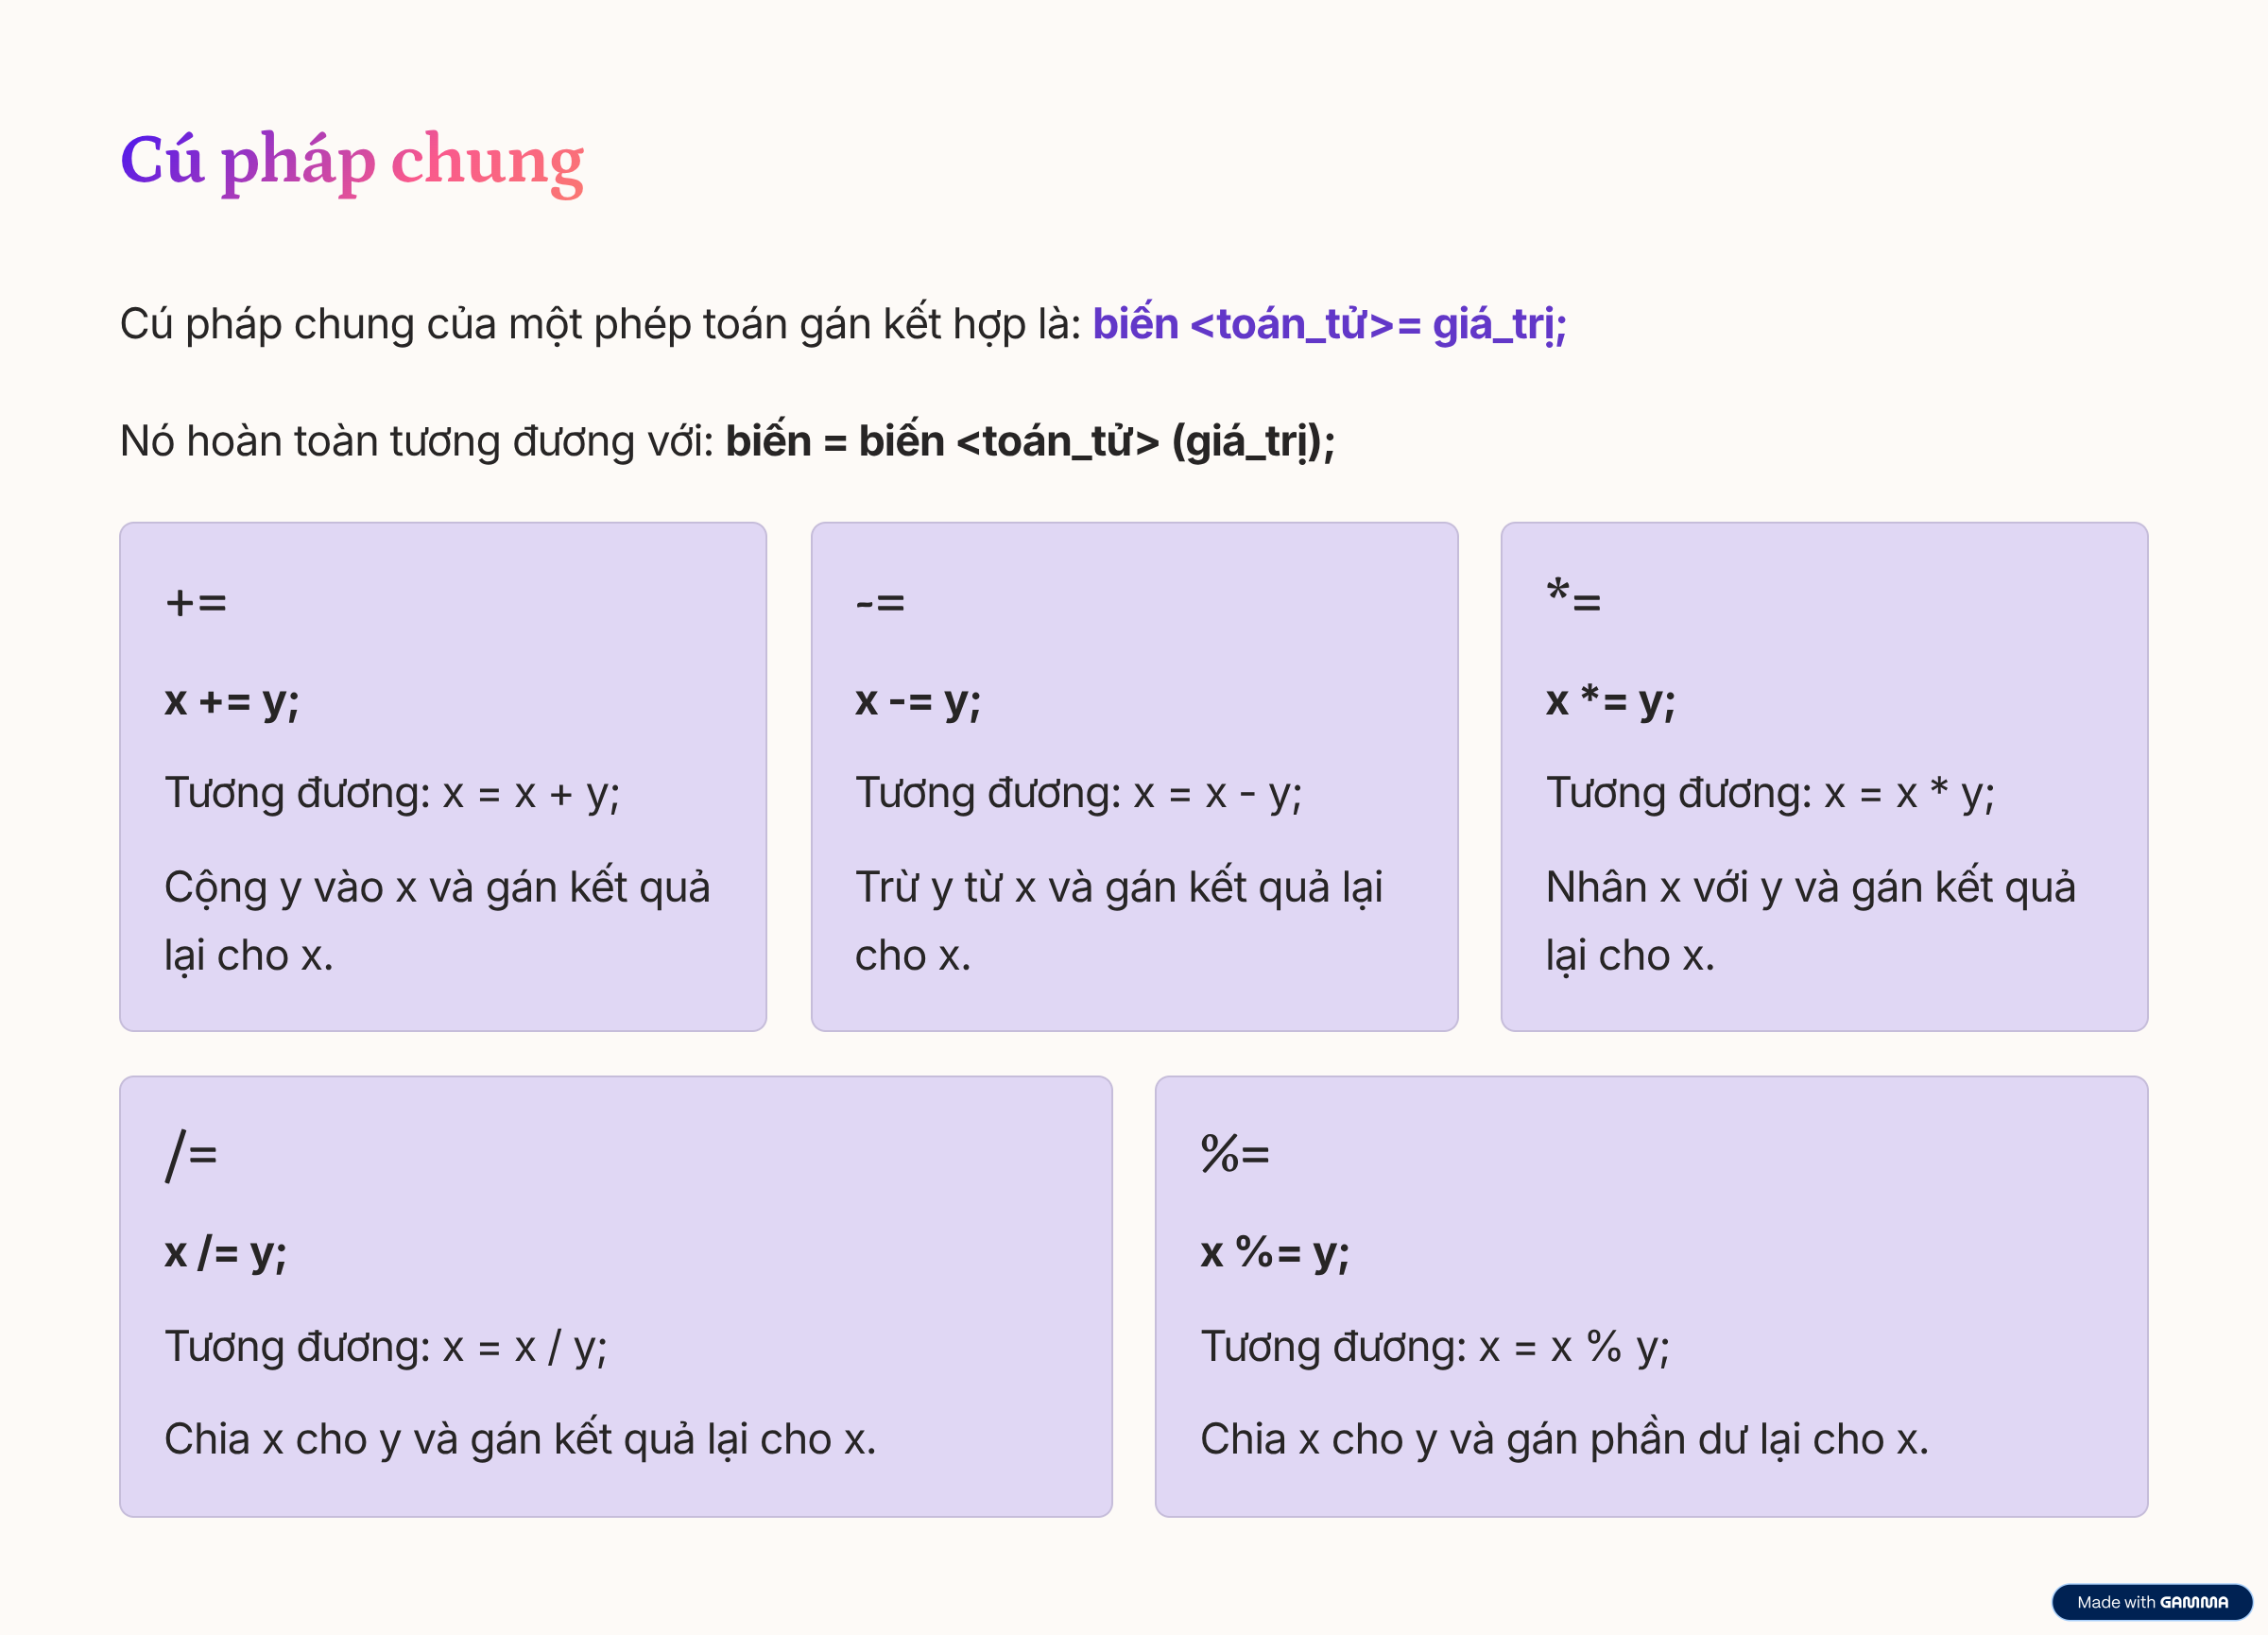 Cú pháp chung
Cú pháp chung của một phép toán gán kết hợp là: biến <toán_tử>= giá_trị;
Nó hoàn toàn tương đương với: biến = biến <toán_tử> (giá_trị);
+=
x += y;
Tương đương: x = x + y;
Cộng y vào x và gán kết quả
lại cho x.
-=
x -= y;
Tương đương: x = x - y;
Trừ y từ x và gán kết quả lại
cho x.
*=
x *= y;
Tương đương: x = x * y;
Nhân x với y và gán kết quả
lại cho x.
/=
x /= y;
Tương đương: x = x / y;
Chia x cho y và gán kết quả lại cho x.
%=
x %= y;
Tương đương: x = x % y;
Chia x cho y và gán phần dư lại cho x.
Made with GAMMA